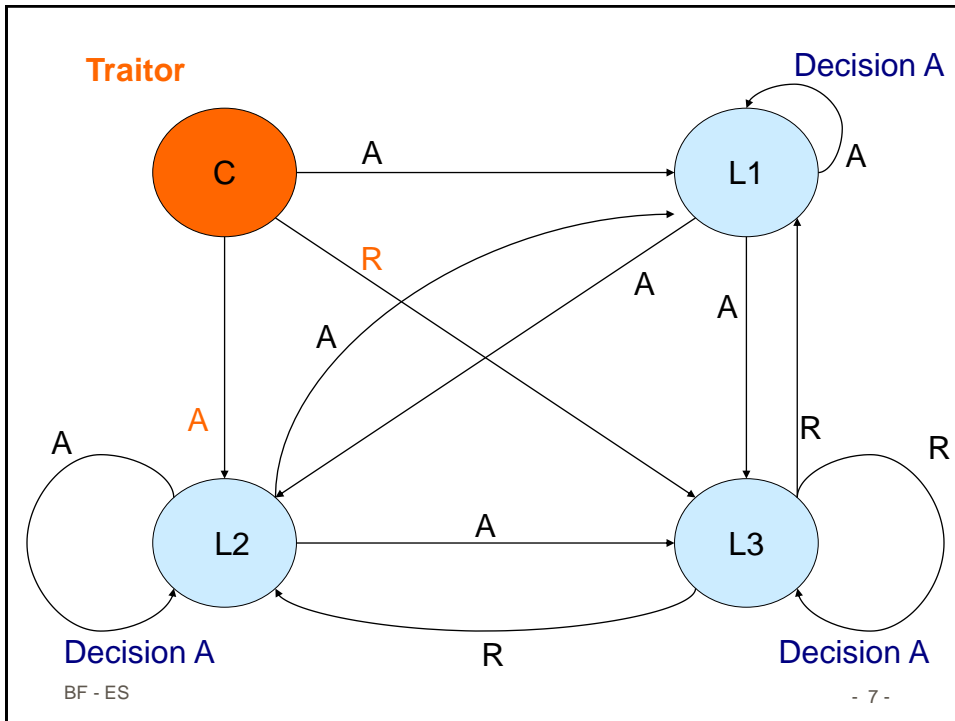 Traitor
Decision A
C
A
L1
A
R
A
A
A
A
R
A
R
L2
A
L3
Decision A
R
Decision A
BF - ES
- 7 -